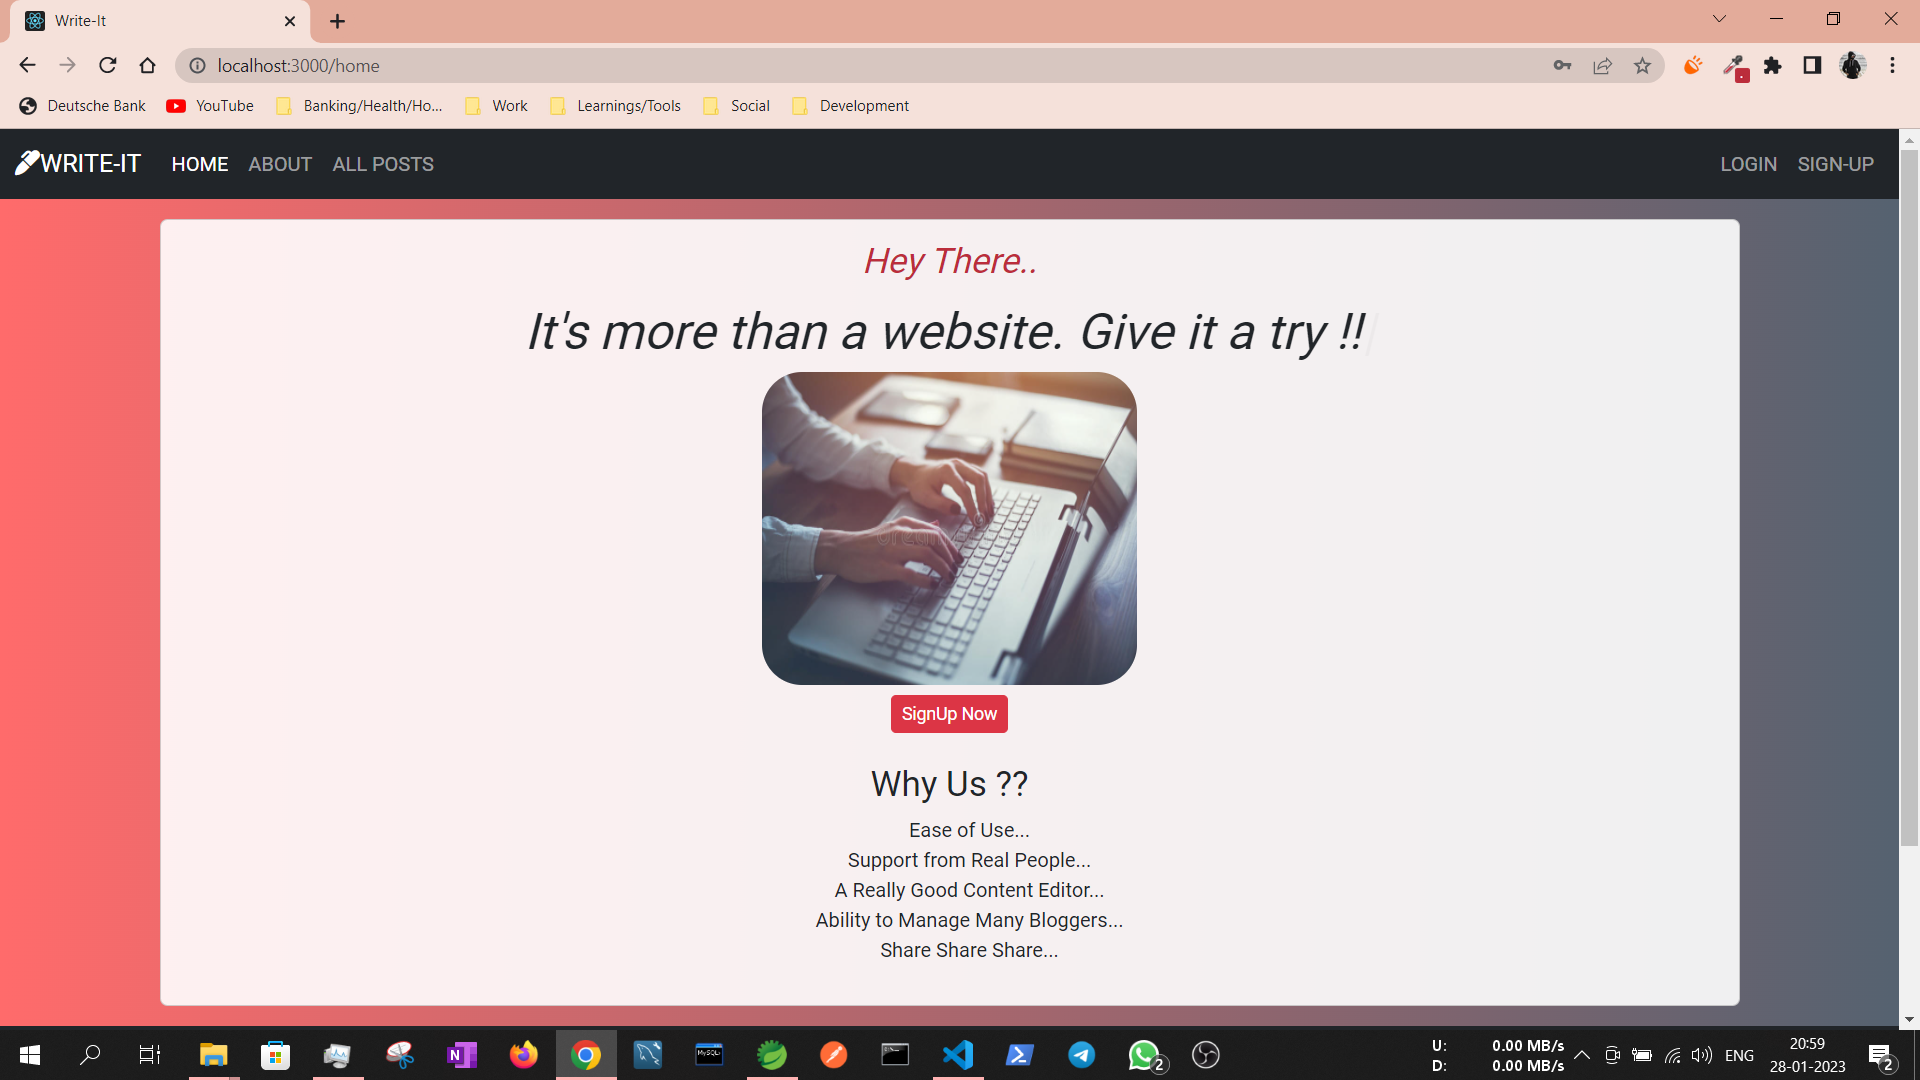 Write-It
localhost:3000/home
Deutsche Bank YouTube Banking/Health/Ho... Work Learnings/Tools Social Development
WRITE-IT HOME ABOUT ALL POSTS LOGIN SIGN-UP
Hey There..
It's more than a website. Give it a try !!
SignUp Now
Why Us ??
Ease of Use...
Support from Real People...
A Really Good Content Editor...
Ability to Manage Many Bloggers...
Share Share Share...
N
MySQL
2
U: 0.00 MB/s
D: 0.00 MB/s
ENG
20:59
28-01-2023
2